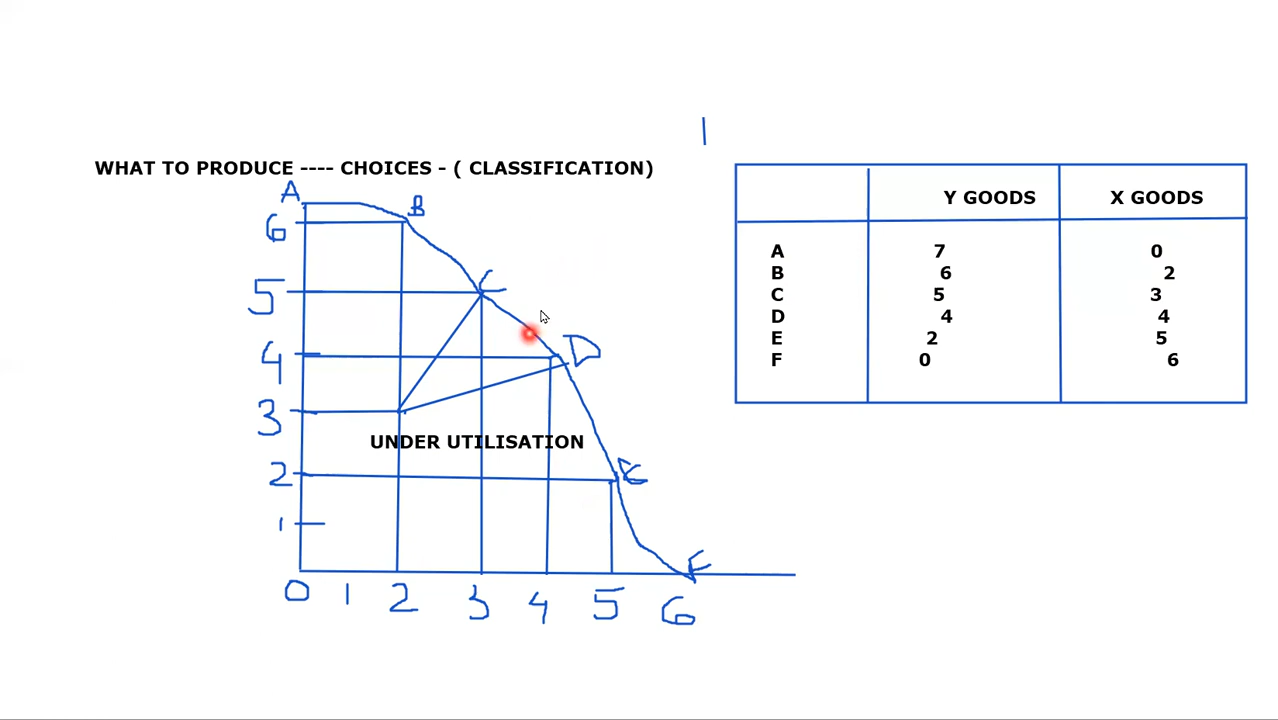 WHAT TO PRODUCE ---- CHOICES - ( CLASSIFICATION)
A
B
6
C
5
D
4
3
UNDER UTILISATION
2
E
1
F
0 1 2 3 4 5 6
Y GOODS X GOODS
A 7 0
B 6 2
C 5 3
D 4 4
E 2 5
F 0 6